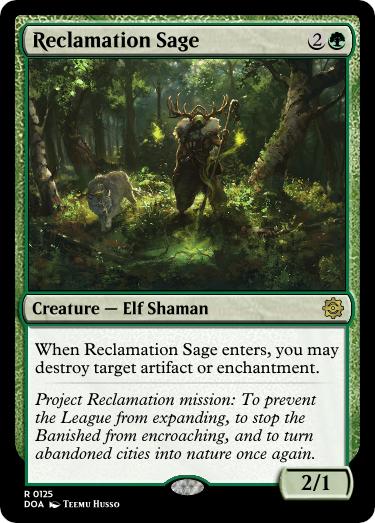 Reclamation Sage 2
Creature — Elf Shaman
When Reclamation Sage enters, you may
destroy target artifact or enchantment.
Project Reclamation mission: To prevent
the League from expanding, to stop the
Banished from encroaching, and to turn
abandoned cities into nature once again.
2/1
R 0125
DOA Teemu Husso